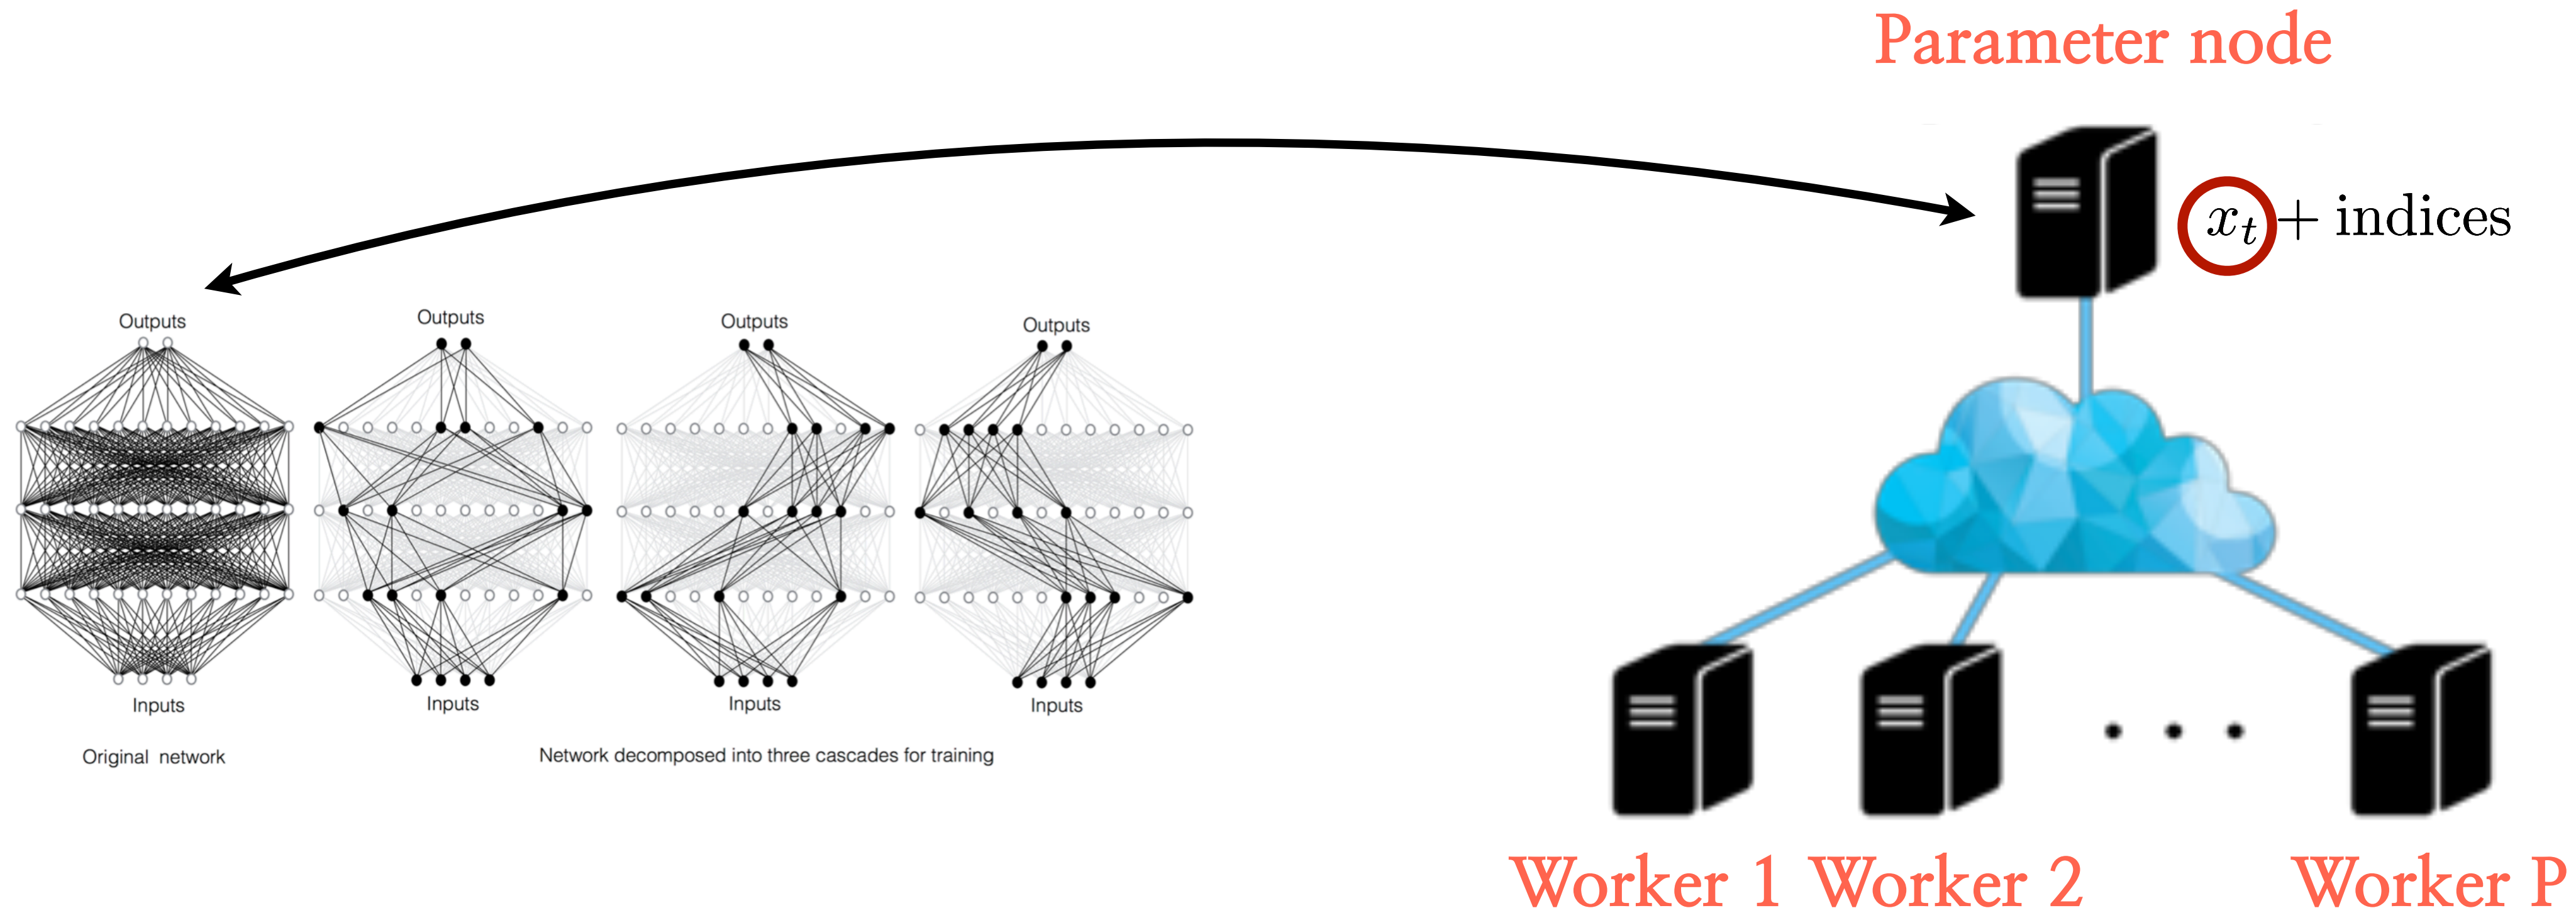 Parameter node
x_t + indices
Outputs
Outputs
Outputs
Outputs
Inputs
Inputs
Inputs
Inputs
Original network
Network decomposed into three cascades for training
Worker 1
Worker 2
Worker P